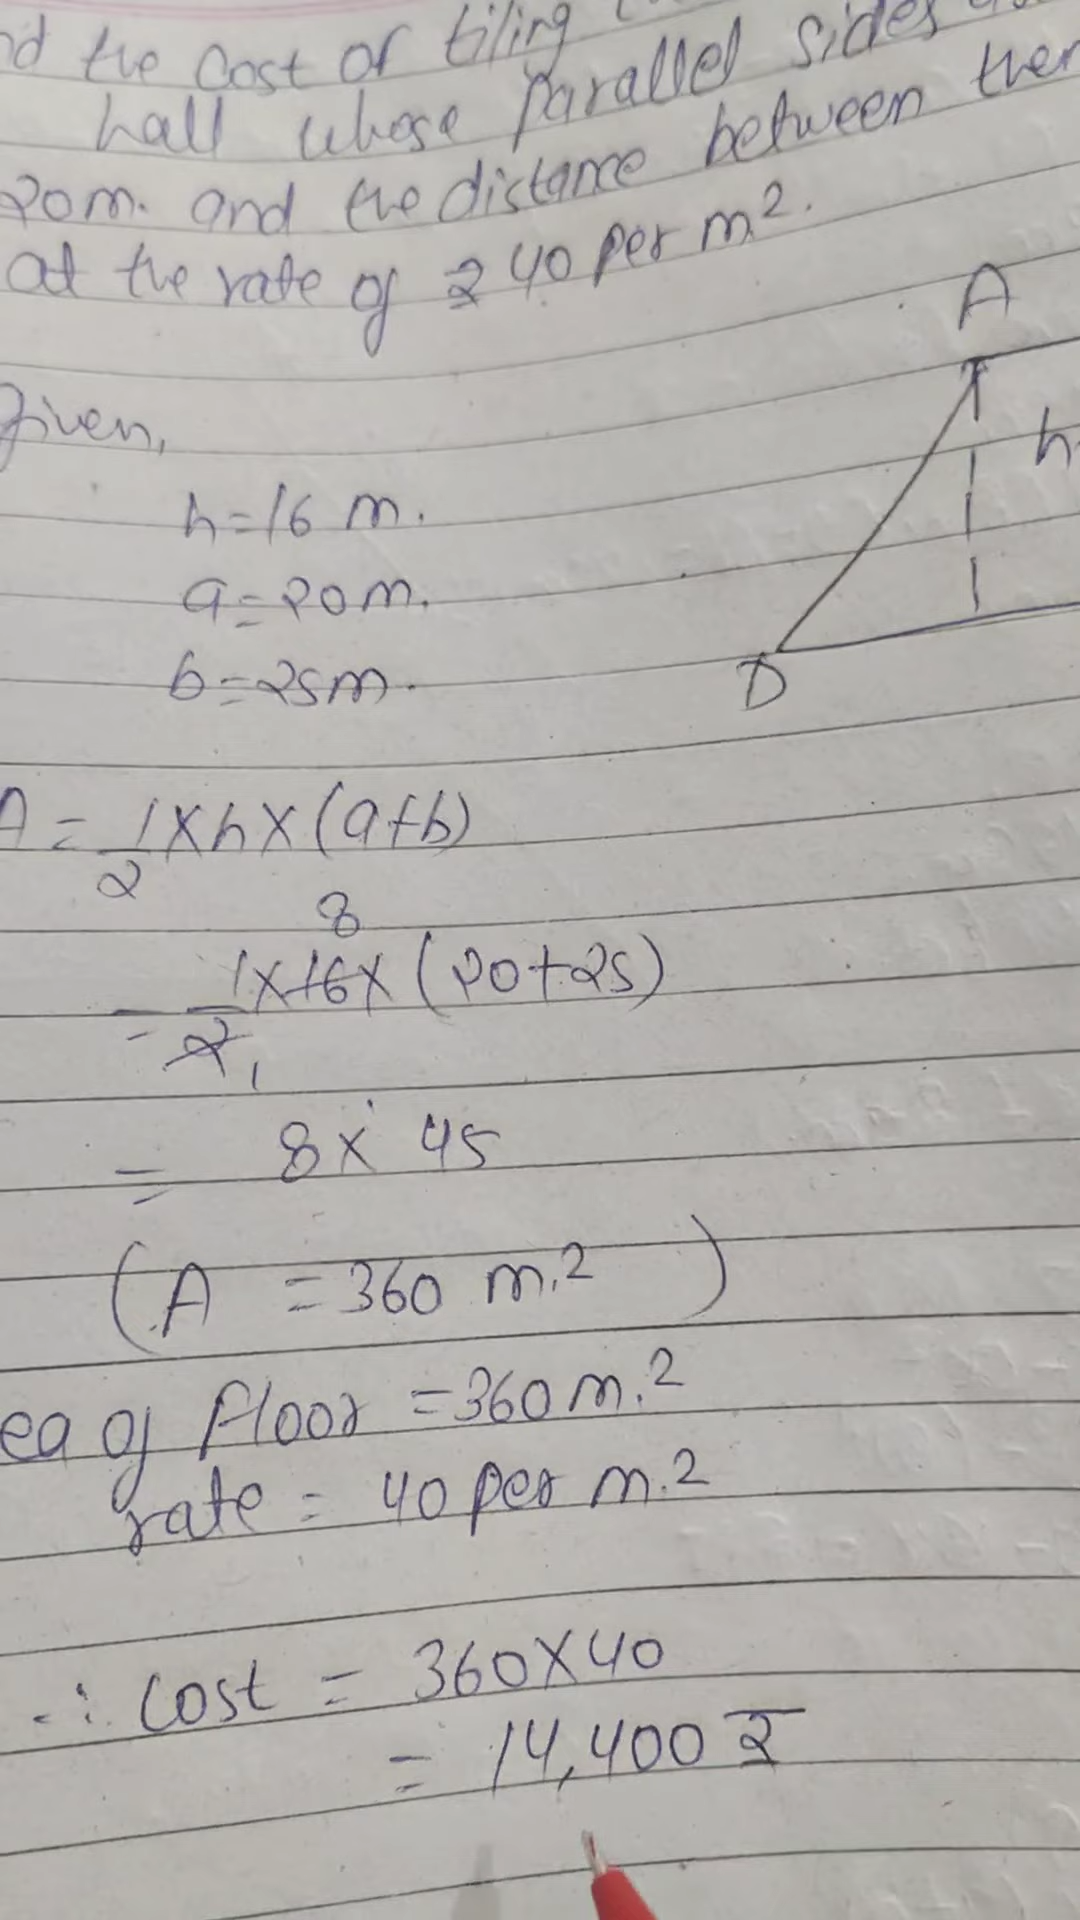 the cost of tiling
hall whose parallel sides
20m. and the distance between
at the rate of ₹ 40 per m².
Given,
A
h
h=16 m.
a=20m.
b=25m.
D
A = 1/2 x h x (a+b)
8
= 1/2 x 16 x (20+25)
1
= 8 x 45
(A = 360 m.²)
of floor = 360 m.²
rate = 40 per m.²
∴ cost = 360 x 40
= 14,400 ₹